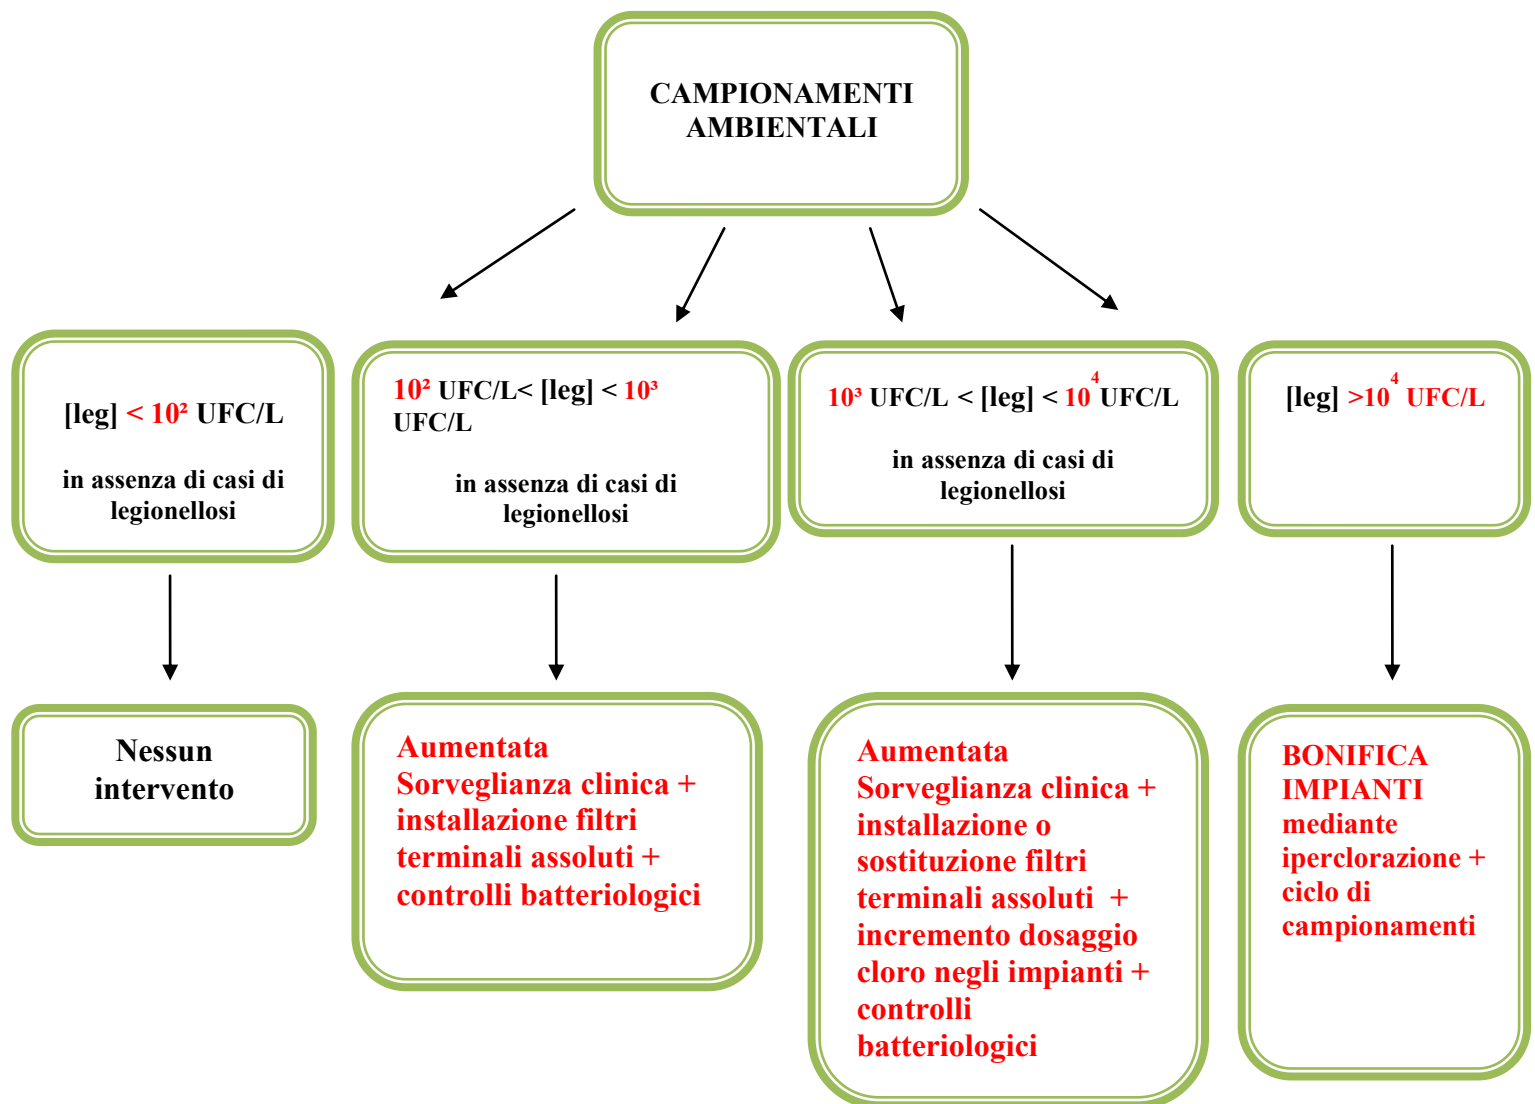 CAMPIONAMENTI
AMBIENTALI
[leg] < 10² UFC/L
in assenza di casi di
legionellosi
10² UFC/L< [leg] < 10³
UFC/L
in assenza di casi di
legionellosi
10³ UFC/L < [leg] < 10⁴ UFC/L
in assenza di casi di
legionellosi
[leg] >10⁴ UFC/L
Nessun
intervento
Aumentata
Sorveglianza clinica +
installazione filtri
terminali assoluti +
controlli batteriologici
Aumentata
Sorveglianza clinica +
installazione o
sostituzione filtri
terminali assoluti +
incremento dosaggio
cloro negli impianti +
controlli
batteriologici
BONIFICA
IMPIANTI
mediante
iperclorazione +
ciclo di
campionamenti